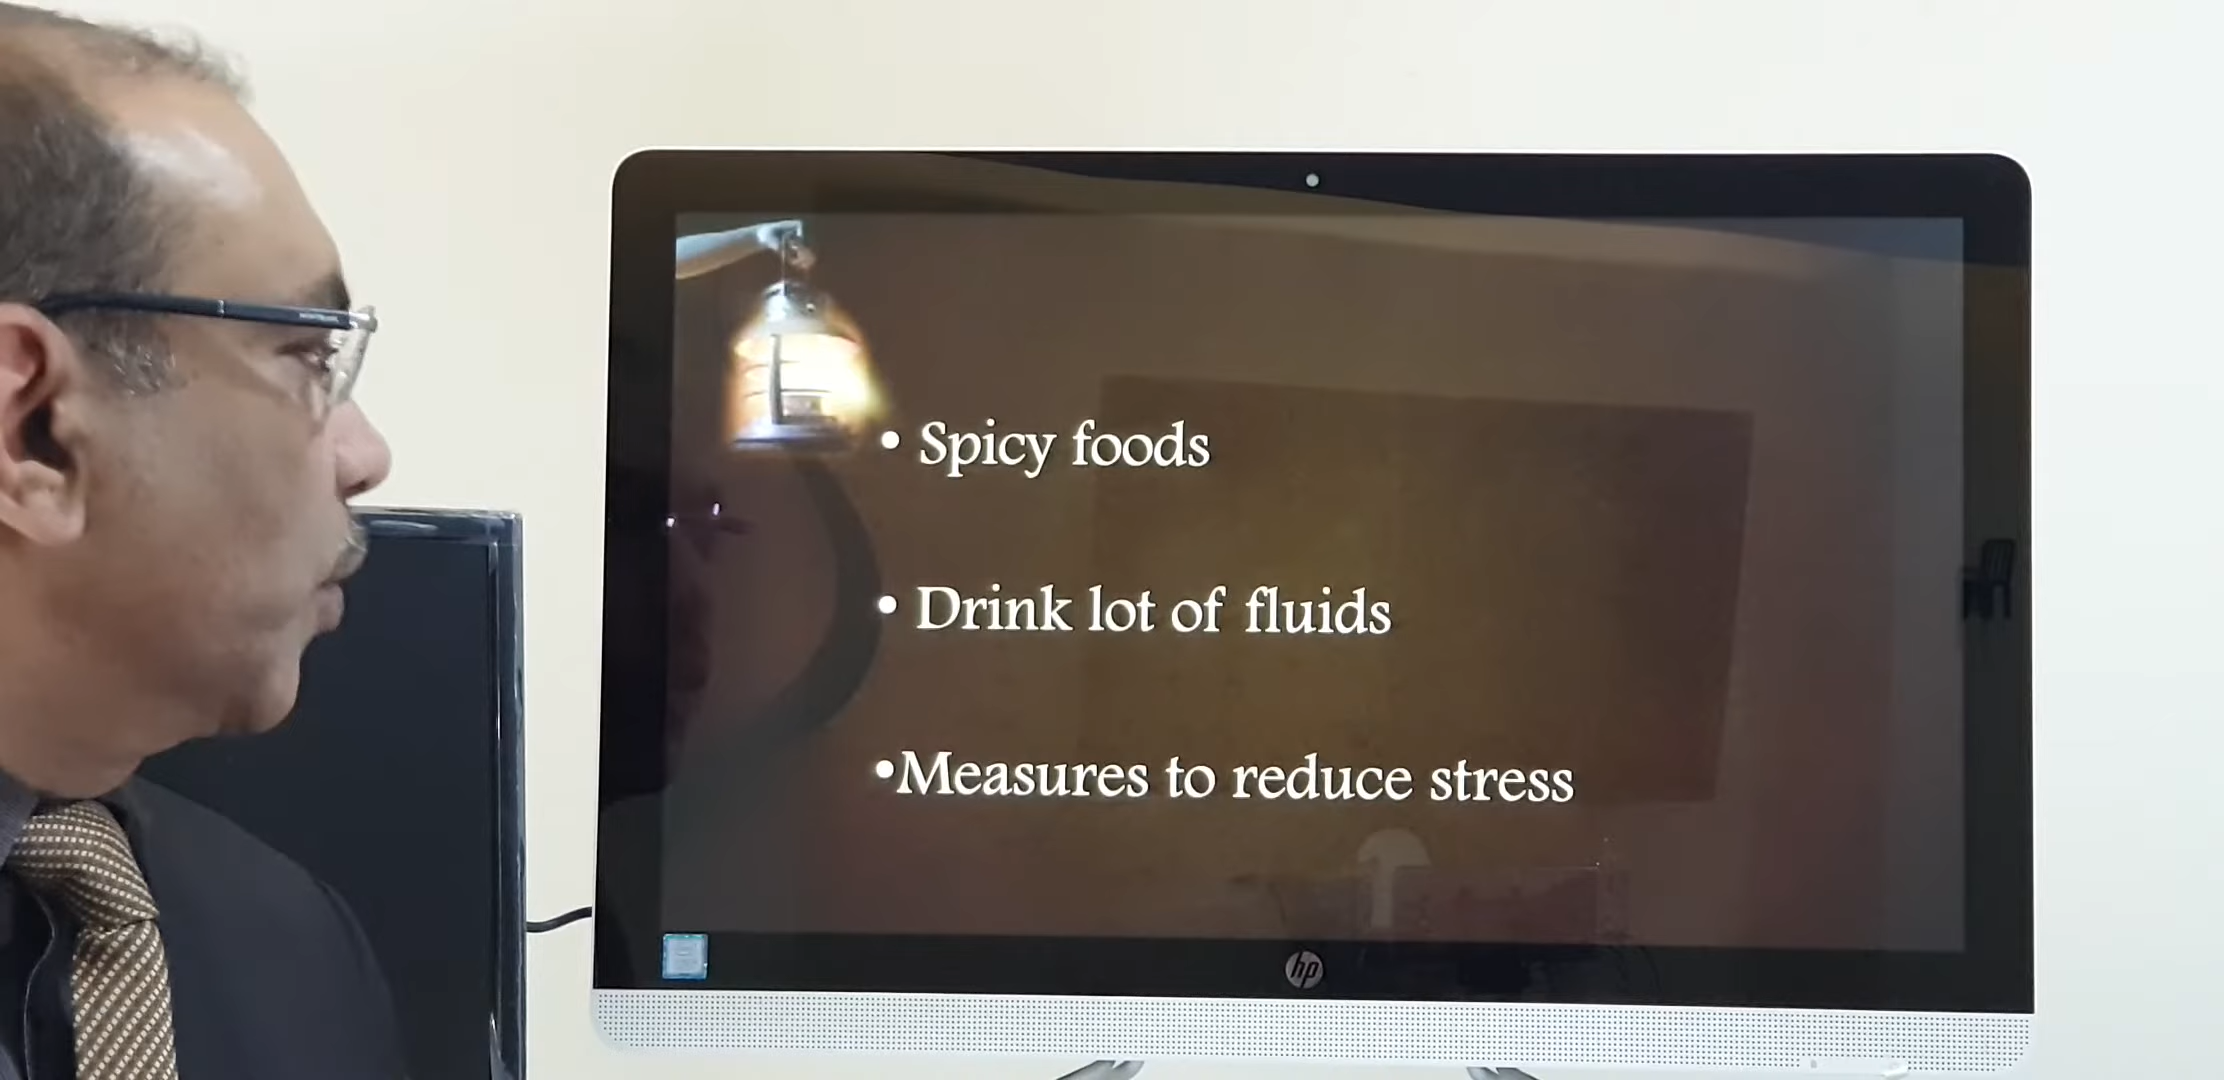 • Spicy foods
• Drink lot of fluids
•Measures to reduce stress
hp